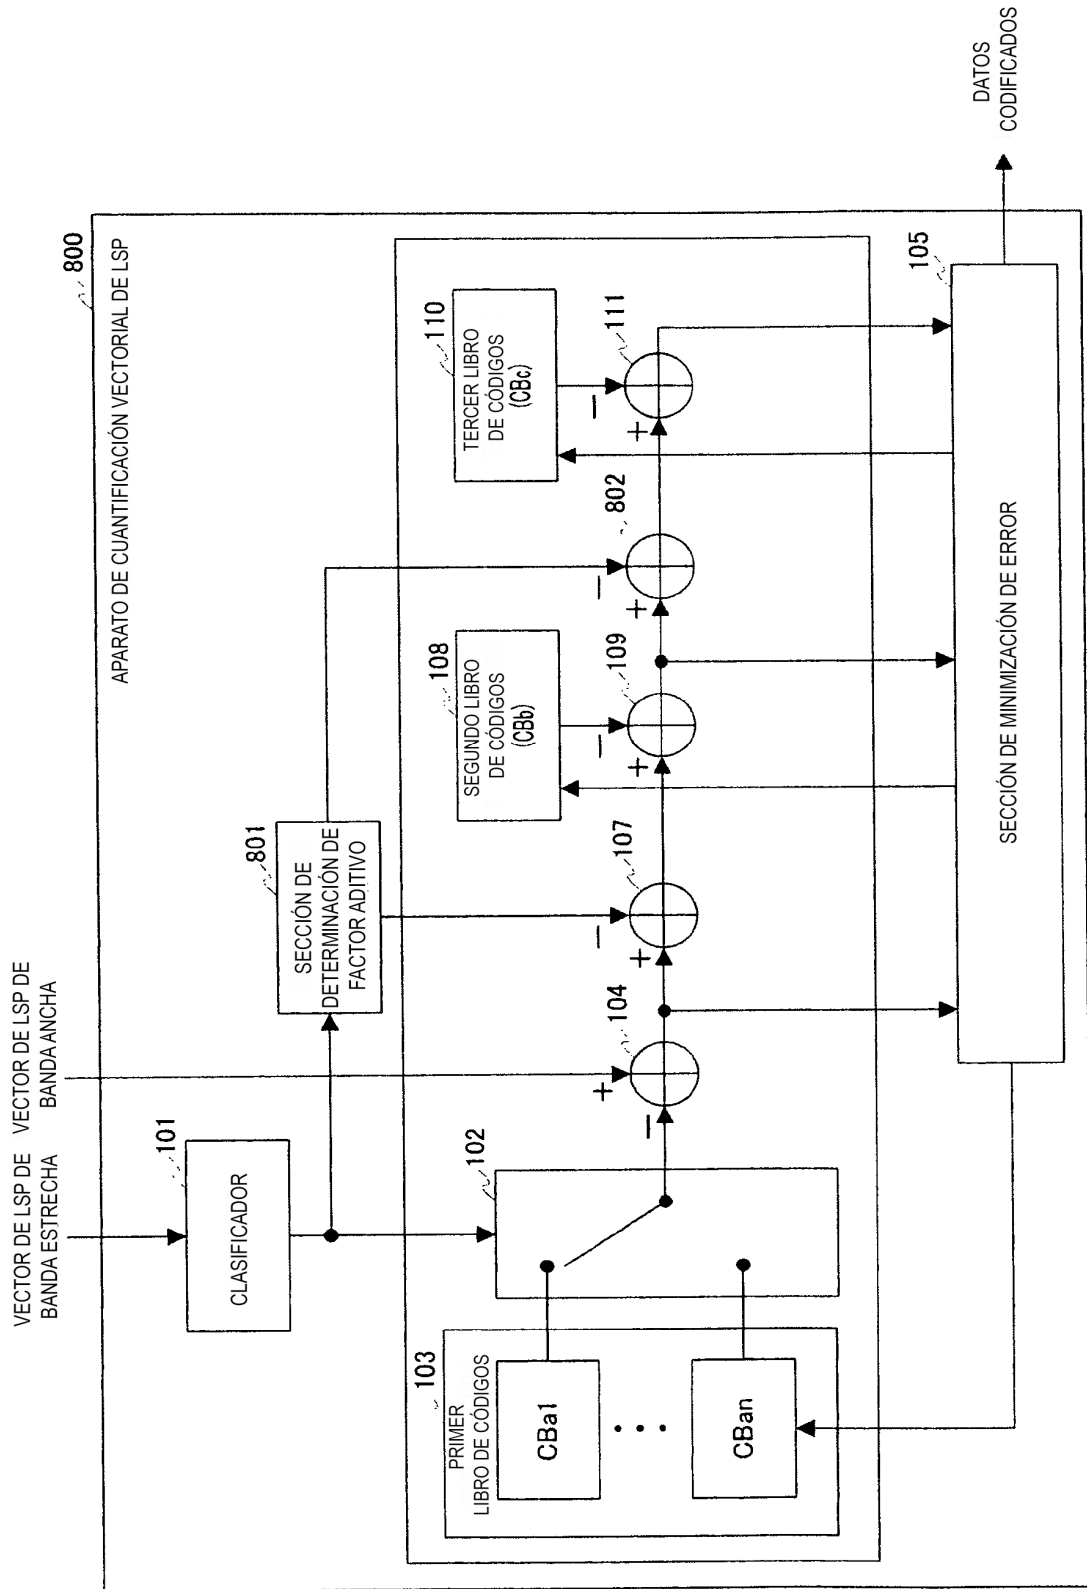 VECTOR DE LSP DE
BANDA ESTRECHA
VECTOR DE LSP DE
BANDA ANCHA
800
APARATO DE CUANTIFICACIÓN VECTORIAL DE LSP
101
CLASIFICADOR
801
SECCIÓN DE
DETERMINACIÓN DE
FACTOR ADITIVO
103
PRIMER
LIBRO DE CÓDIGOS
CBa1
• • •
CBan
102
−
+
104
+
−
107
108
SEGUNDO LIBRO
DE CÓDIGOS
(CBb)
+
−
109
+
−
802
110
TERCER LIBRO
DE CÓDIGOS
(CBc)
+
−
111
105
SECCIÓN DE MINIMIZACIÓN DE ERROR
DATOS
CODIFICADOS